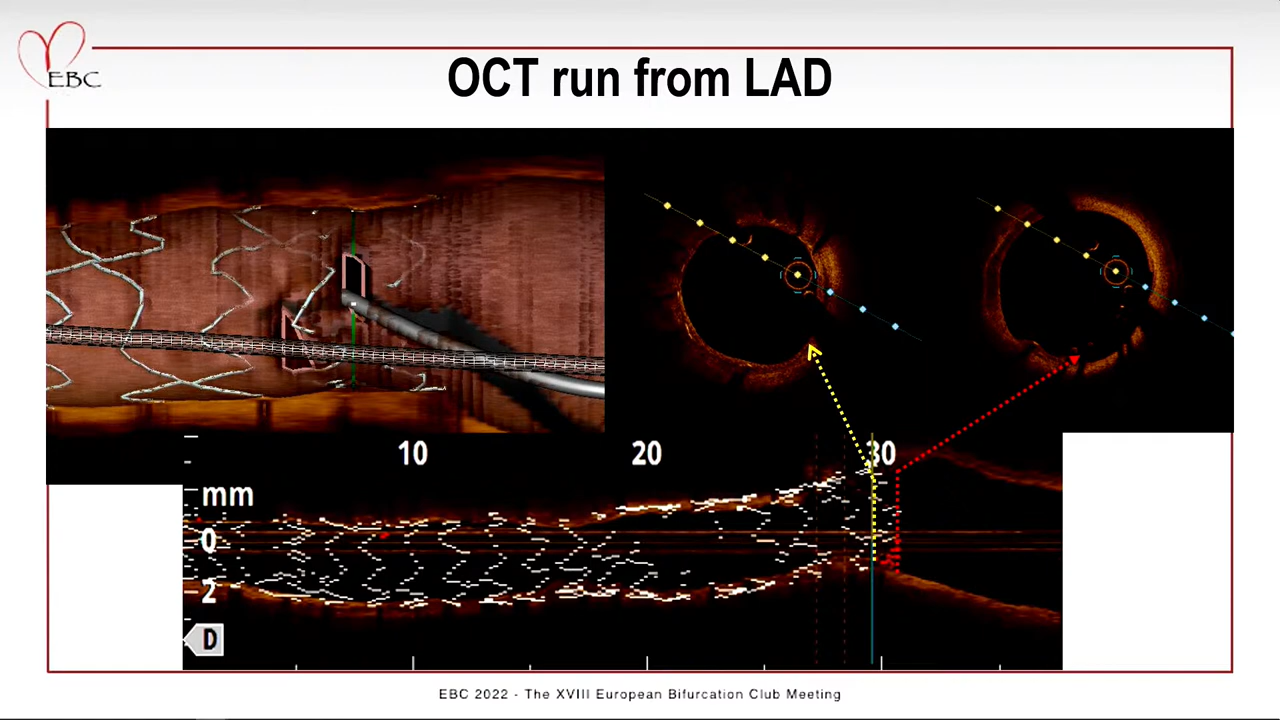 EBC
OCT run from LAD
10
20
30
mm
0
2
D
EBC 2022 - The XVIII European Bifurcation Club Meeting